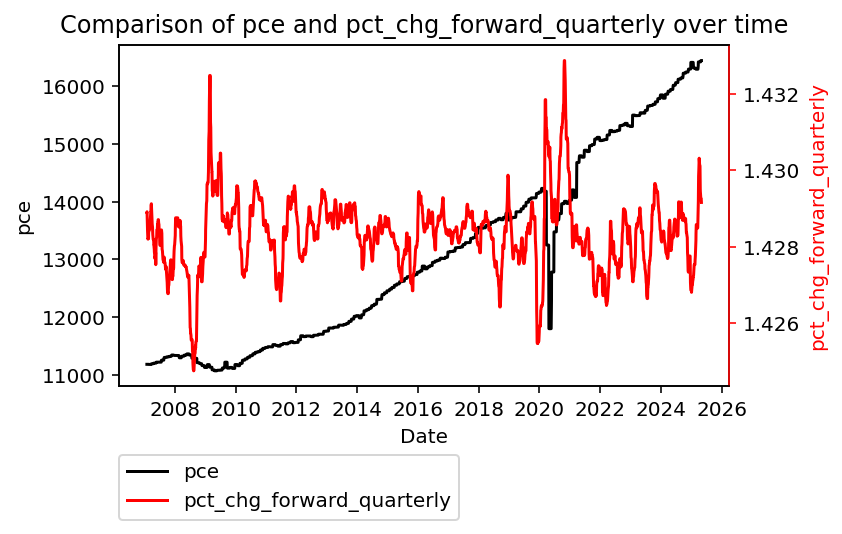 Comparison of pce and pct_chg_forward_quarterly over time
pce
16000
15000
14000
13000
12000
11000
1.432
1.430
1.428
1.426
pct_chg_forward_quarterly
2008 2010 2012 2014 2016 2018 2020 2022 2024 2026
Date
pce
pct_chg_forward_quarterly